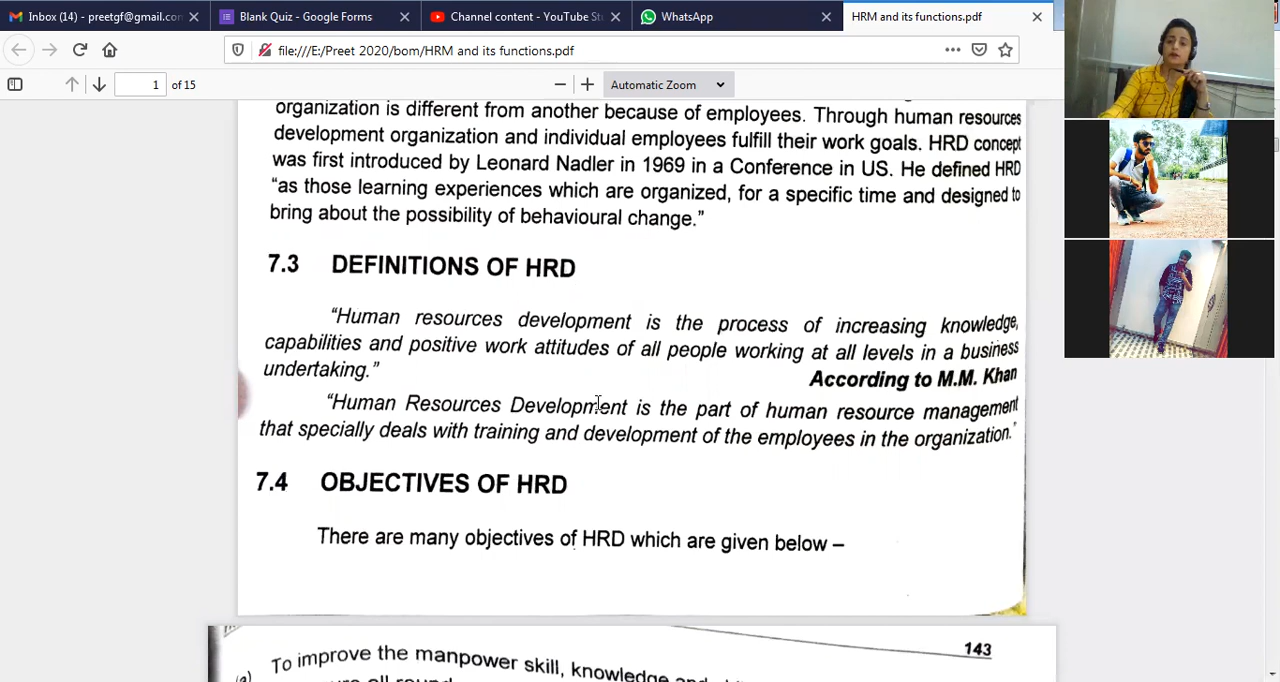 Inbox (14) - preetgf@gmail.con
Blank Quiz - Google Forms
Channel content - YouTube St
WhatsApp
HRM and its functions.pdf
file:///E:/Preet 2020/bom/HRM and its functions.pdf
1 of 15
Automatic Zoom
organization is different from another because of employees. Through human resources
development organization and individual employees fulfill their work goals. HRD concept
was first introduced by Leonard Nadler in 1969 in a Conference in US. He defined HRD
“as those learning experiences which are organized, for a specific time and designed to
bring about the possibility of behavioural change.”
7.3 DEFINITIONS OF HRD
“Human resources development is the process of increasing knowledge,
capabilities and positive work attitudes of all people working at all levels in a business
undertaking.”
According to M.M. Khan
“Human Resources Development is the part of human resource management
that specially deals with training and development of the employees in the organization.”
7.4 OBJECTIVES OF HRD
There are many objectives of HRD which are given below –
143
To improve the manpower skill, knowledge and
all round